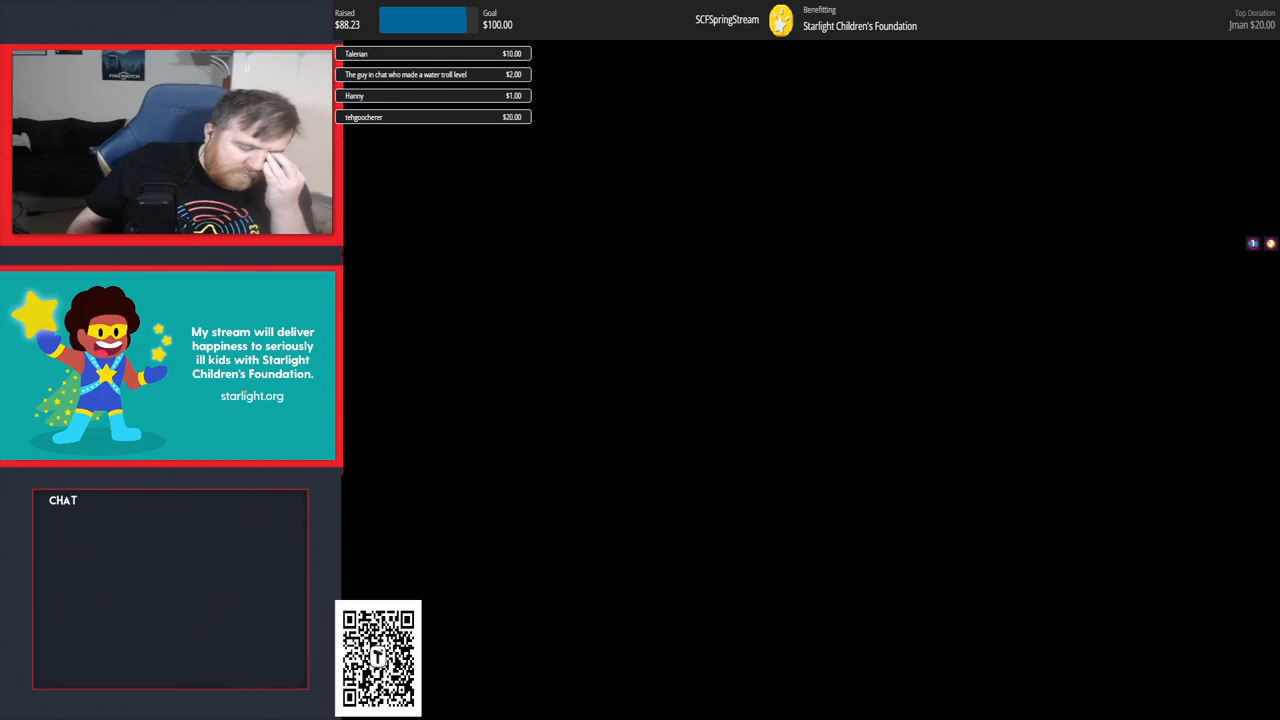 Raised
$88.23
Goal
$100.00
SCFSpringStream
Benefitting
Starlight Children's Foundation
Top Donation
Jman $20.00
Talerian $10.00
The guy in chat who made a water troll level $2.00
Hanny $1.00
tehgoocherer $20.00
FIREWATCH
23
My stream will deliver
happiness to seriously
ill kids with Starlight
Children's Foundation.
starlight.org
CHAT
T